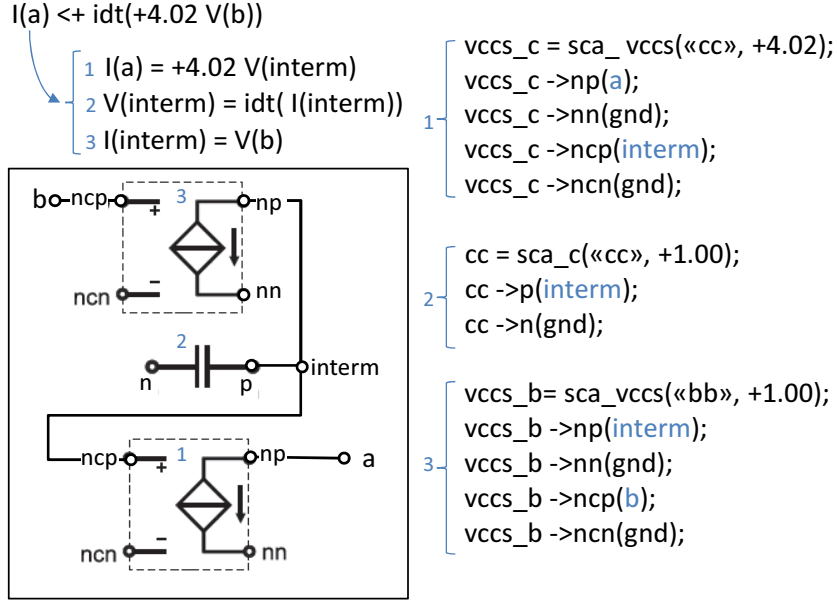 I(a) <+ idt(+4.02 V(b))
1 I(a) = +4.02 V(interm)
2 V(interm) = idt( I(interm))
3 I(interm) = V(b)
b ncp + 3 np
ncn − nn
2
n p interm
ncp + 1 np a
ncn − nn
1
vccs_c = sca_ vccs(«cc», +4.02);
vccs_c ->np(a);
vccs_c ->nn(gnd);
vccs_c ->ncp(interm);
vccs_c ->ncn(gnd);
2
cc = sca_c(«cc», +1.00);
cc ->p(interm);
cc ->n(gnd);
3
vccs_b= sca_vccs(«bb», +1.00);
vccs_b ->np(interm);
vccs_b ->nn(gnd);
vccs_b ->ncp(b);
vccs_b ->ncn(gnd);